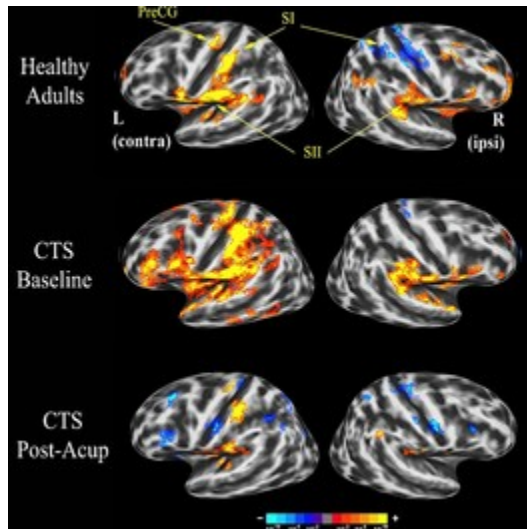 PreCG
SI
Healthy
Adults
L
(contra)
R
(ipsi)
SII
CTS
Baseline
CTS
Post-Acup
- +